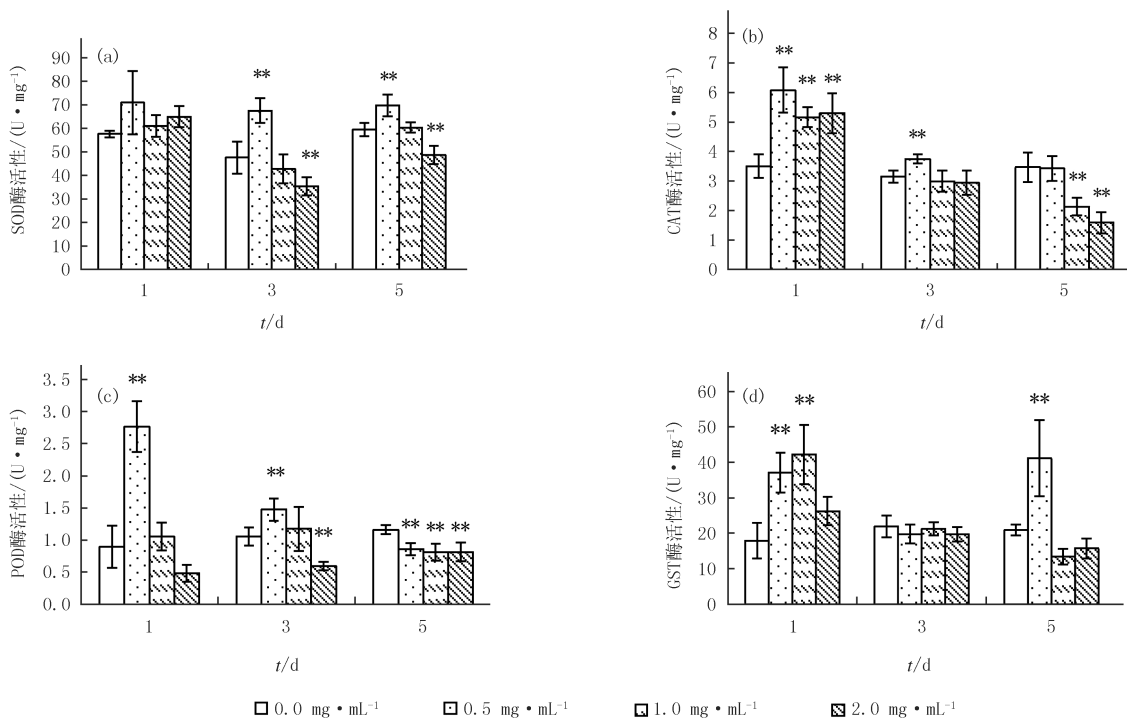 (a)
SOD酶活性/(U·mg⁻¹)
90
80
70
60
50
40
30
20
10
0
** ** ** **
1 3 5
t/d
(b)
CAT酶活性/(U·mg⁻¹)
8
7
6
5
4
3
2
1
0
** ** ** ** ** **
1 3 5
t/d
(c)
POD酶活性/(U·mg⁻¹)
3.5
3.0
2.5
2.0
1.5
1.0
0.5
0.0
** ** ** ** ** **
1 3 5
t/d
(d)
GST酶活性/(U·mg⁻¹)
60
50
40
30
20
10
0
** ** **
1 3 5
t/d
0.0 mg·mL⁻¹ 0.5 mg·mL⁻¹ 1.0 mg·mL⁻¹ 2.0 mg·mL⁻¹